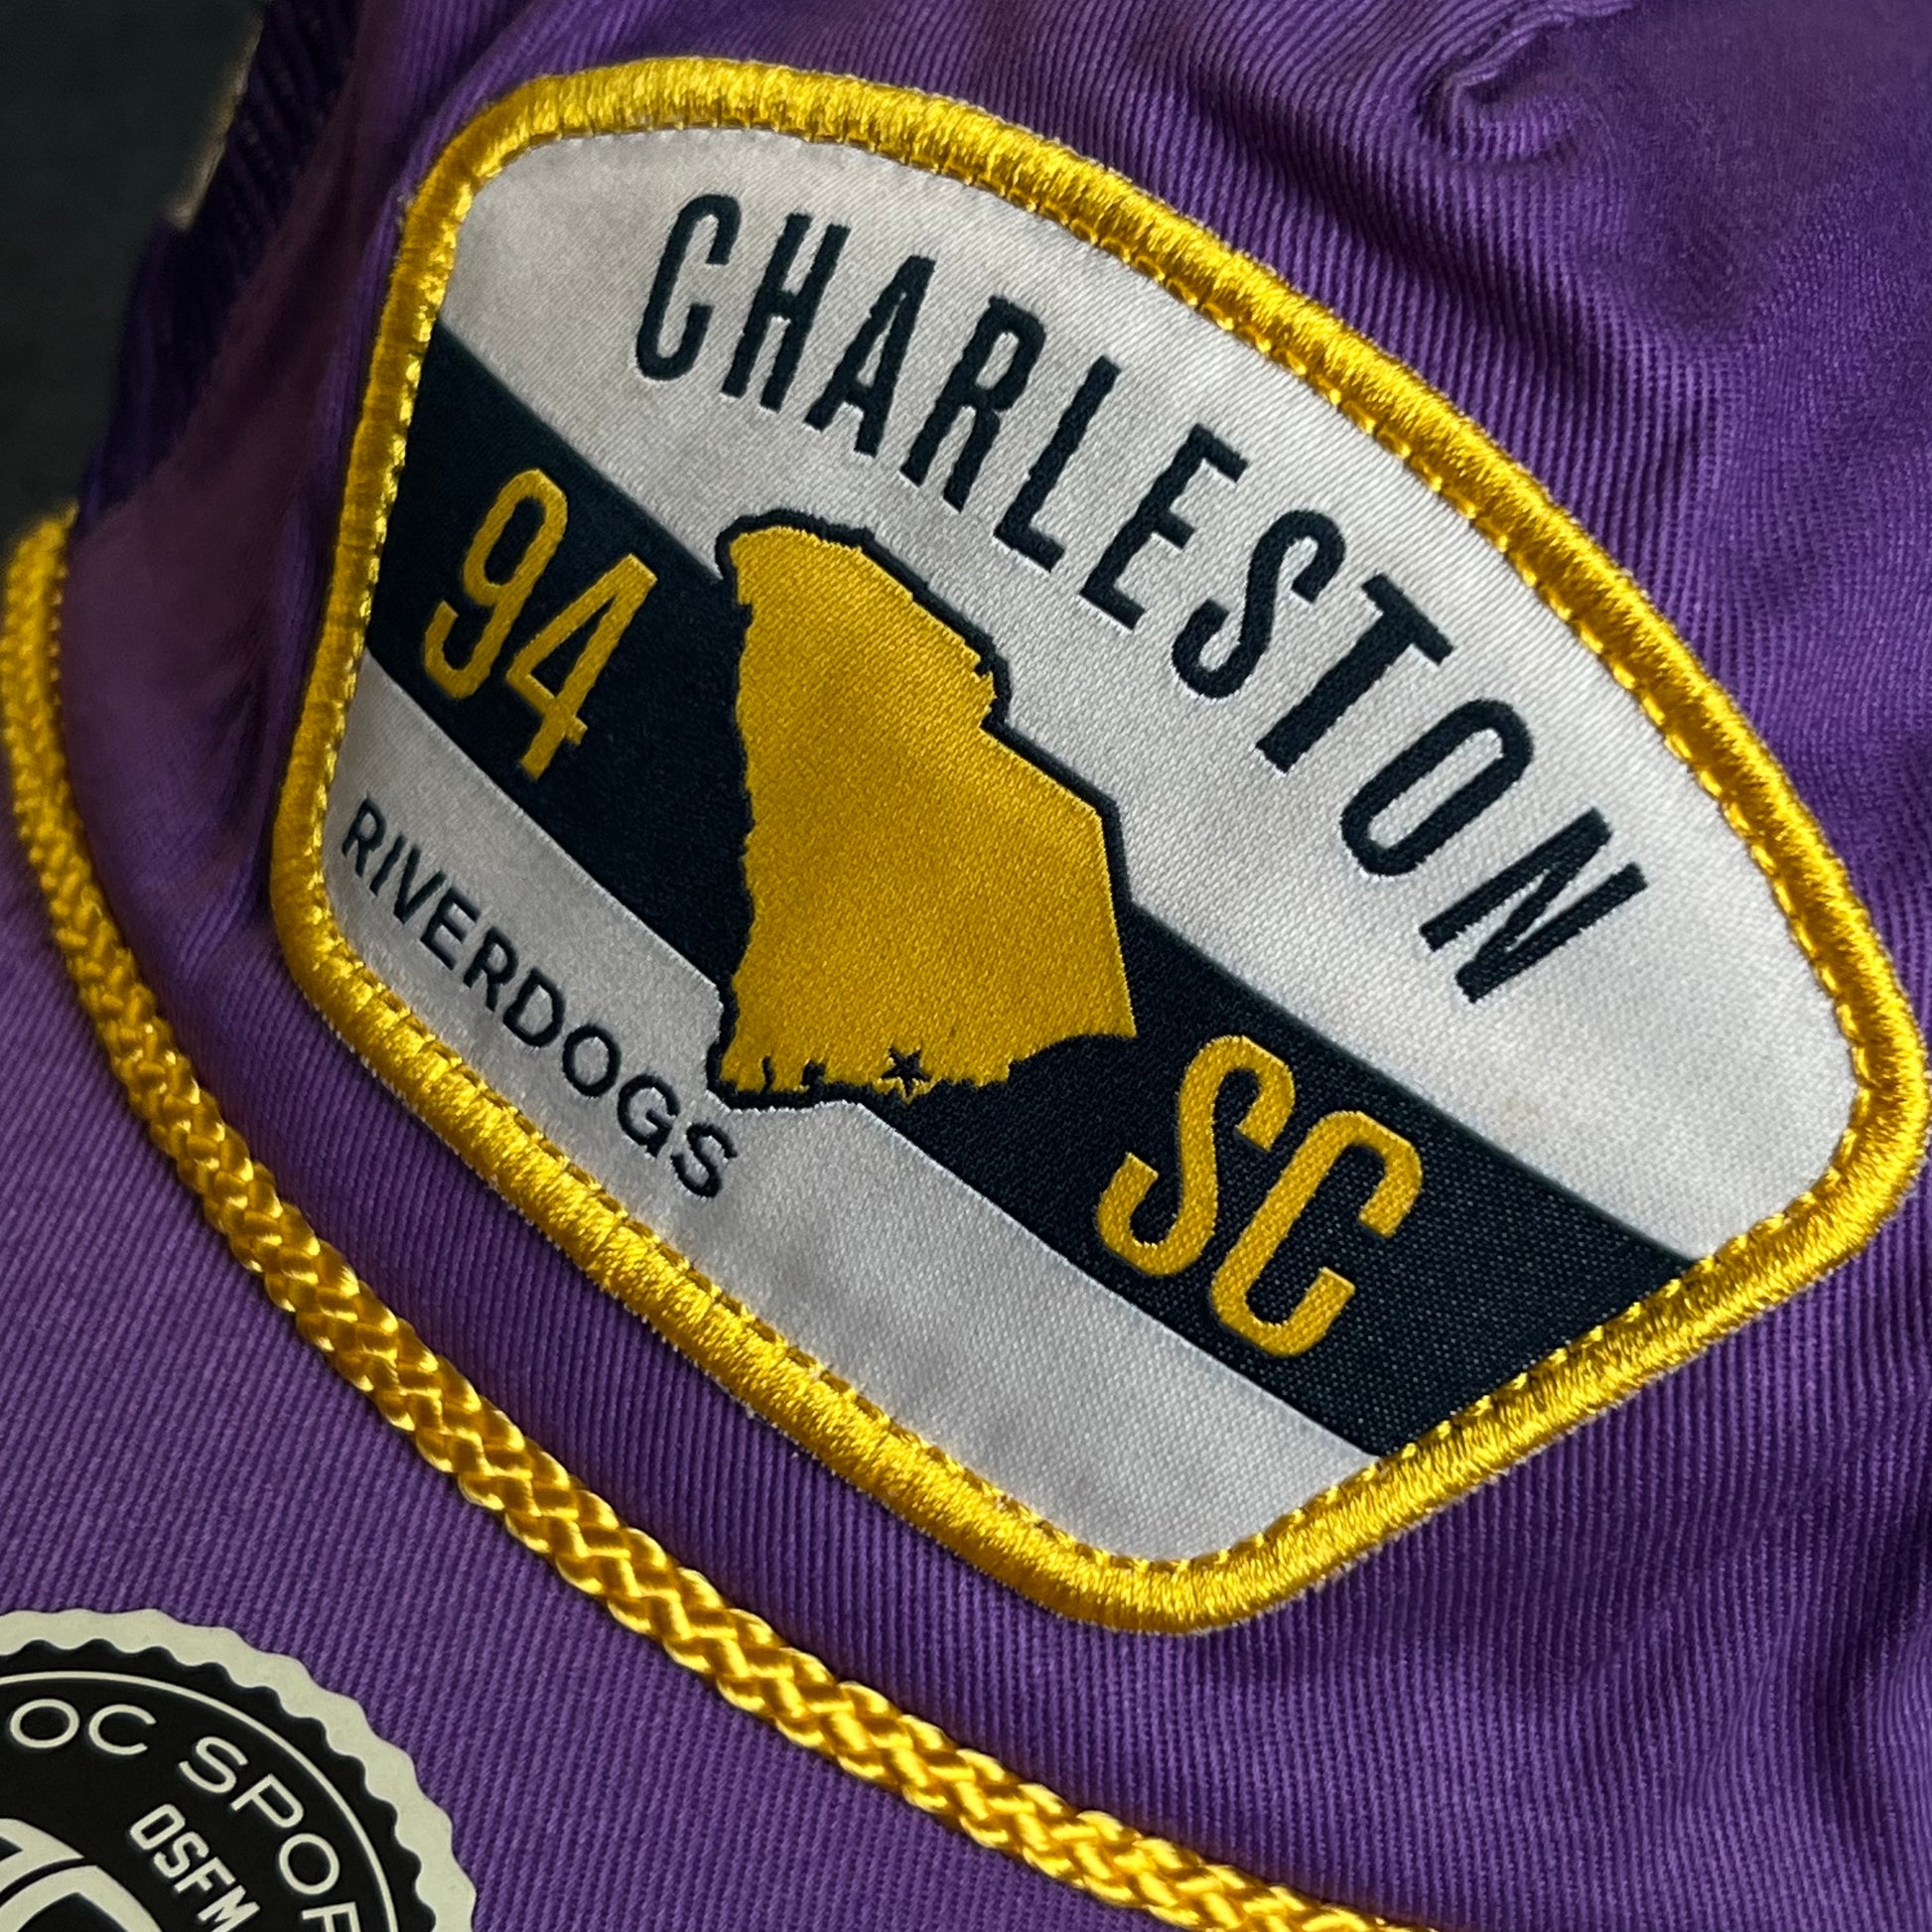 CHARLESTON
94 SC
RIVERDOGS
OC SPOR
OSFM